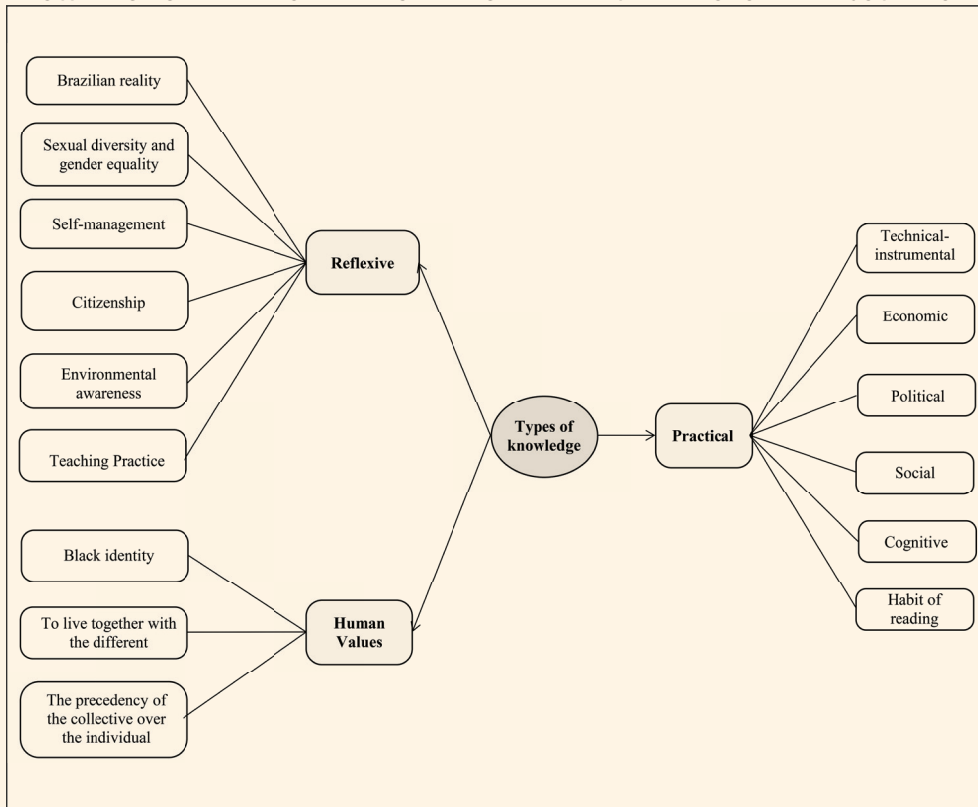 Brazilian reality
Sexual diversity and
gender equality
Self-management
Citizenship
Environmental
awareness
Teaching Practice
Reflexive
Black identity
To live together with
the different
The precedency of
the collective over
the individual
Human
Values
Types of
knowledge
Practical
Technical-
instrumental
Economic
Political
Social
Cognitive
Habit of
reading